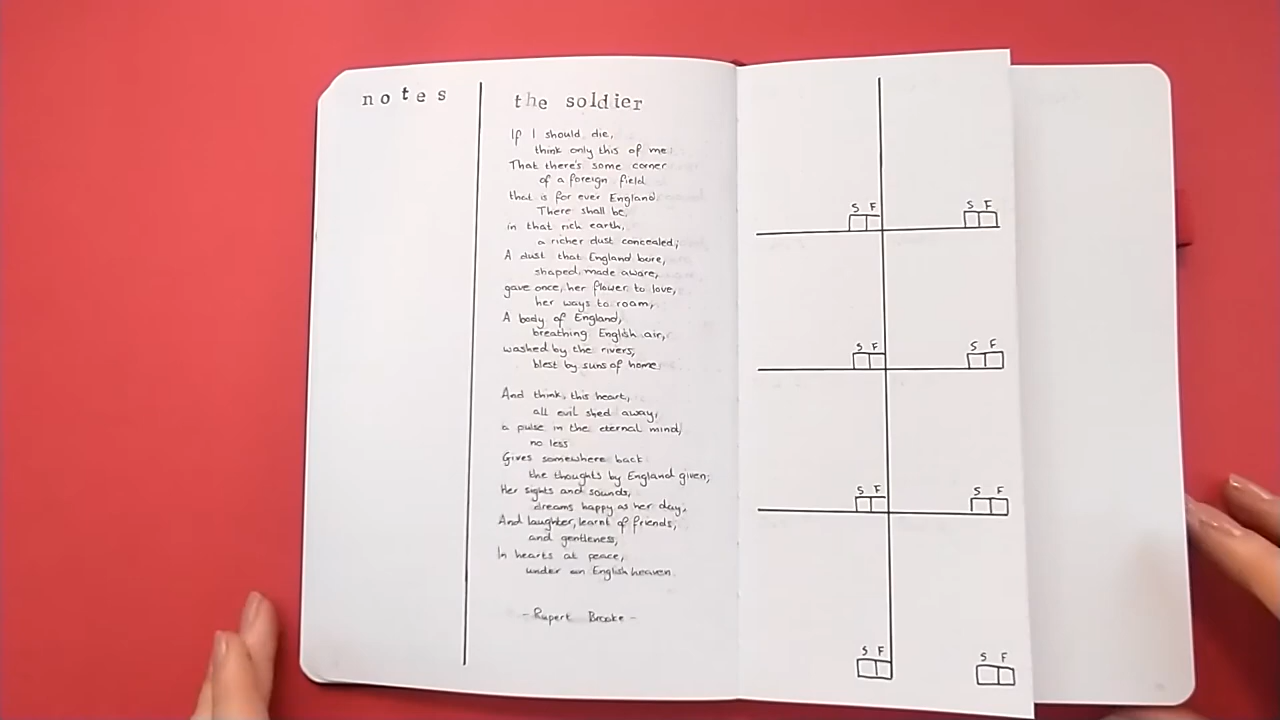 notes
the soldier
If I should die,
think only this of me:
That there's some corner
of a foreign field
that is for ever England.
There shall be,
in that rich earth,
a richer dust concealed;
A dust that England bore,
shaped, made aware,
gave once, her flower to love,
her ways to roam,
A body of England,
breathing English air,
washed by the rivers,
blest by suns of home.
And think, this heart,
all evil shed away,
a pulse in the eternal mind,
no less
Gives somewhere back
the thoughts by England given;
Her sights and sounds,
dreams happy as her day;
And laughter, learnt of friends,
and gentleness,
In hearts at peace,
under an English heaven.
- Rupert Brooke -
S F
S F
S F
S F
S F
S F
S F
S F